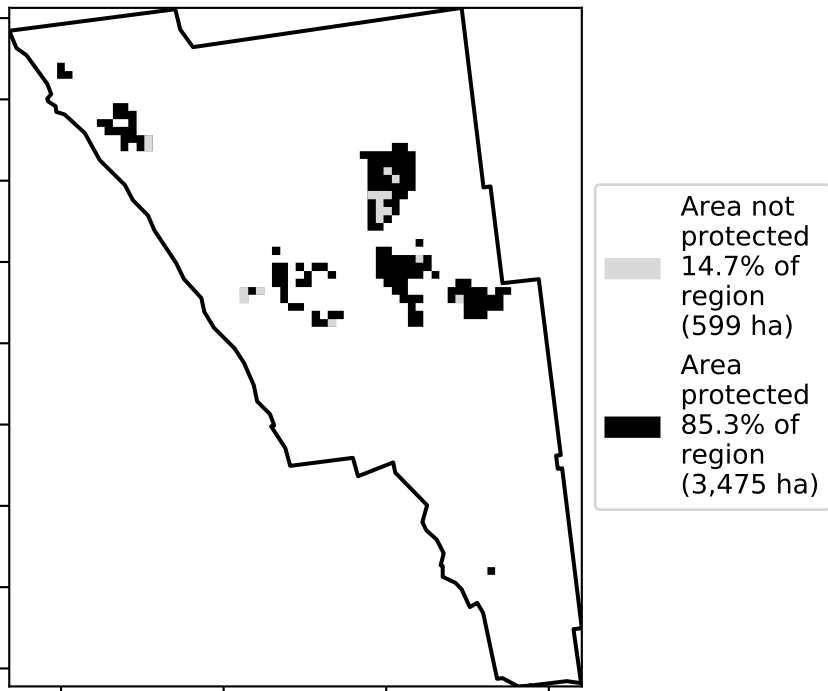 Area not
protected
14.7% of
region
(599 ha)
Area
protected
85.3% of
region
(3,475 ha)